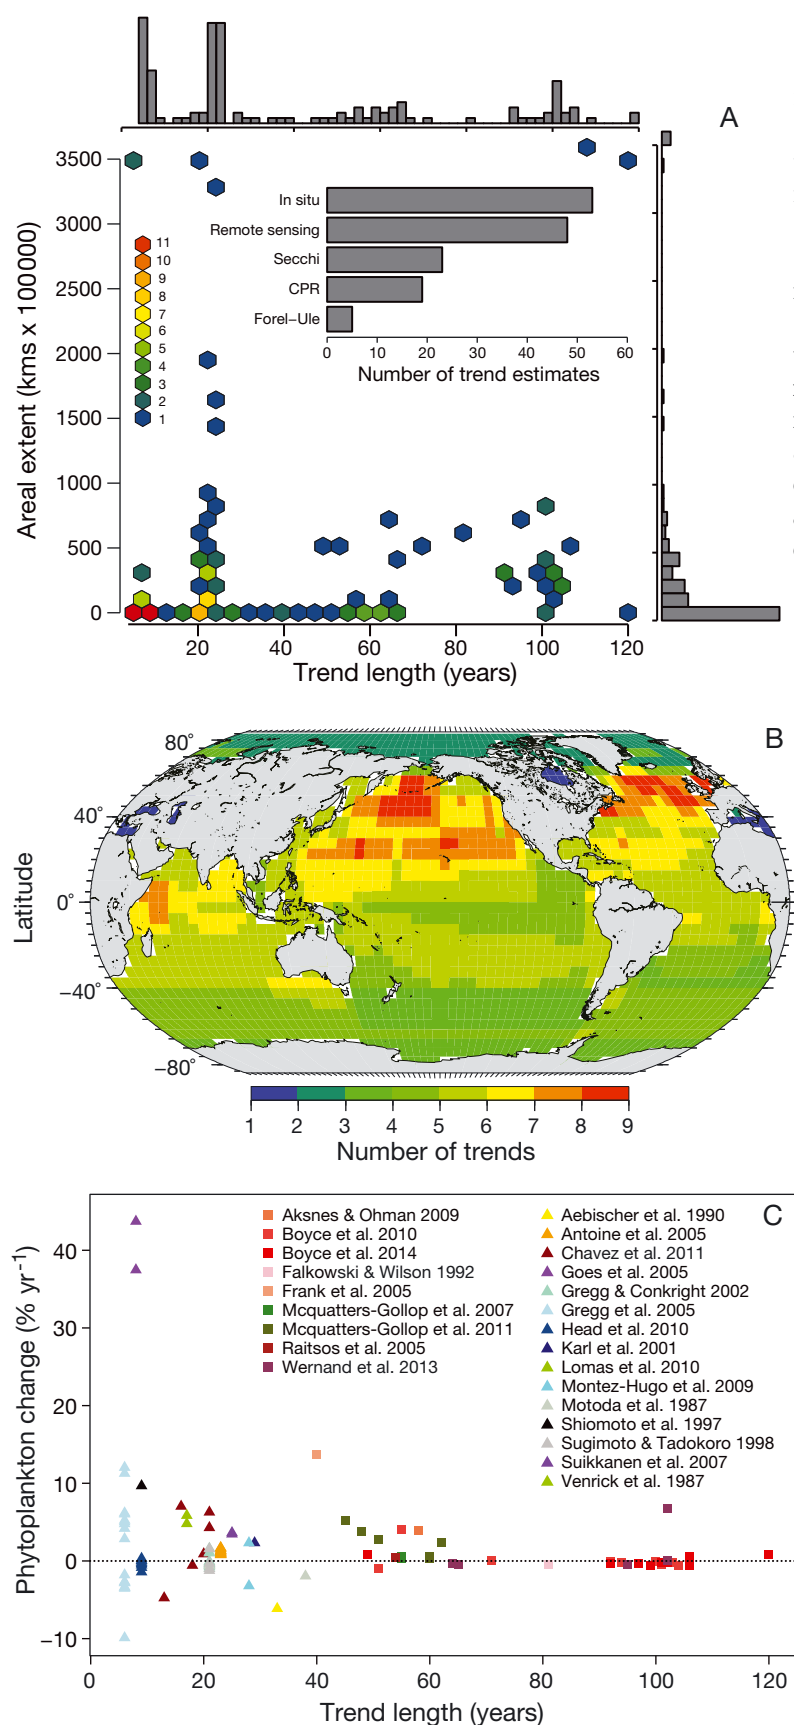 A
3500
3000
2500
2000
1500
1000
500
0
Areal extent (kms x 100000)
11
10
9
8
7
6
5
4
3
2
1
In situ
Remote sensing
Secchi
CPR
Forel–Ule
0 10 20 30 40 50 60
Number of trend estimates
20 40 60 80 100 120
Trend length (years)
B
80°
40°
0°
−40°
−80°
Latitude
1 2 3 4 5 6 7 8 9
Number of trends
C
Aksnes & Ohman 2009
Boyce et al. 2010
Boyce et al. 2014
Falkowski & Wilson 1992
Frank et al. 2005
Mcquatters-Gollop et al. 2007
Mcquatters-Gollop et al. 2011
Raitsos et al. 2005
Wernand et al. 2013
Aebischer et al. 1990
Antoine et al. 2005
Chavez et al. 2011
Goes et al. 2005
Gregg & Conkright 2002
Gregg et al. 2005
Head et al. 2010
Karl et al. 2001
Lomas et al. 2010
Montez-Hugo et al. 2009
Motoda et al. 1987
Shiomoto et al. 1997
Sugimoto & Tadokoro 1998
Suikkanen et al. 2007
Venrick et al. 1987
40
30
20
10
0
−10
Phytoplankton change (% yr⁻¹)
0 20 40 60 80 100 120
Trend length (years)